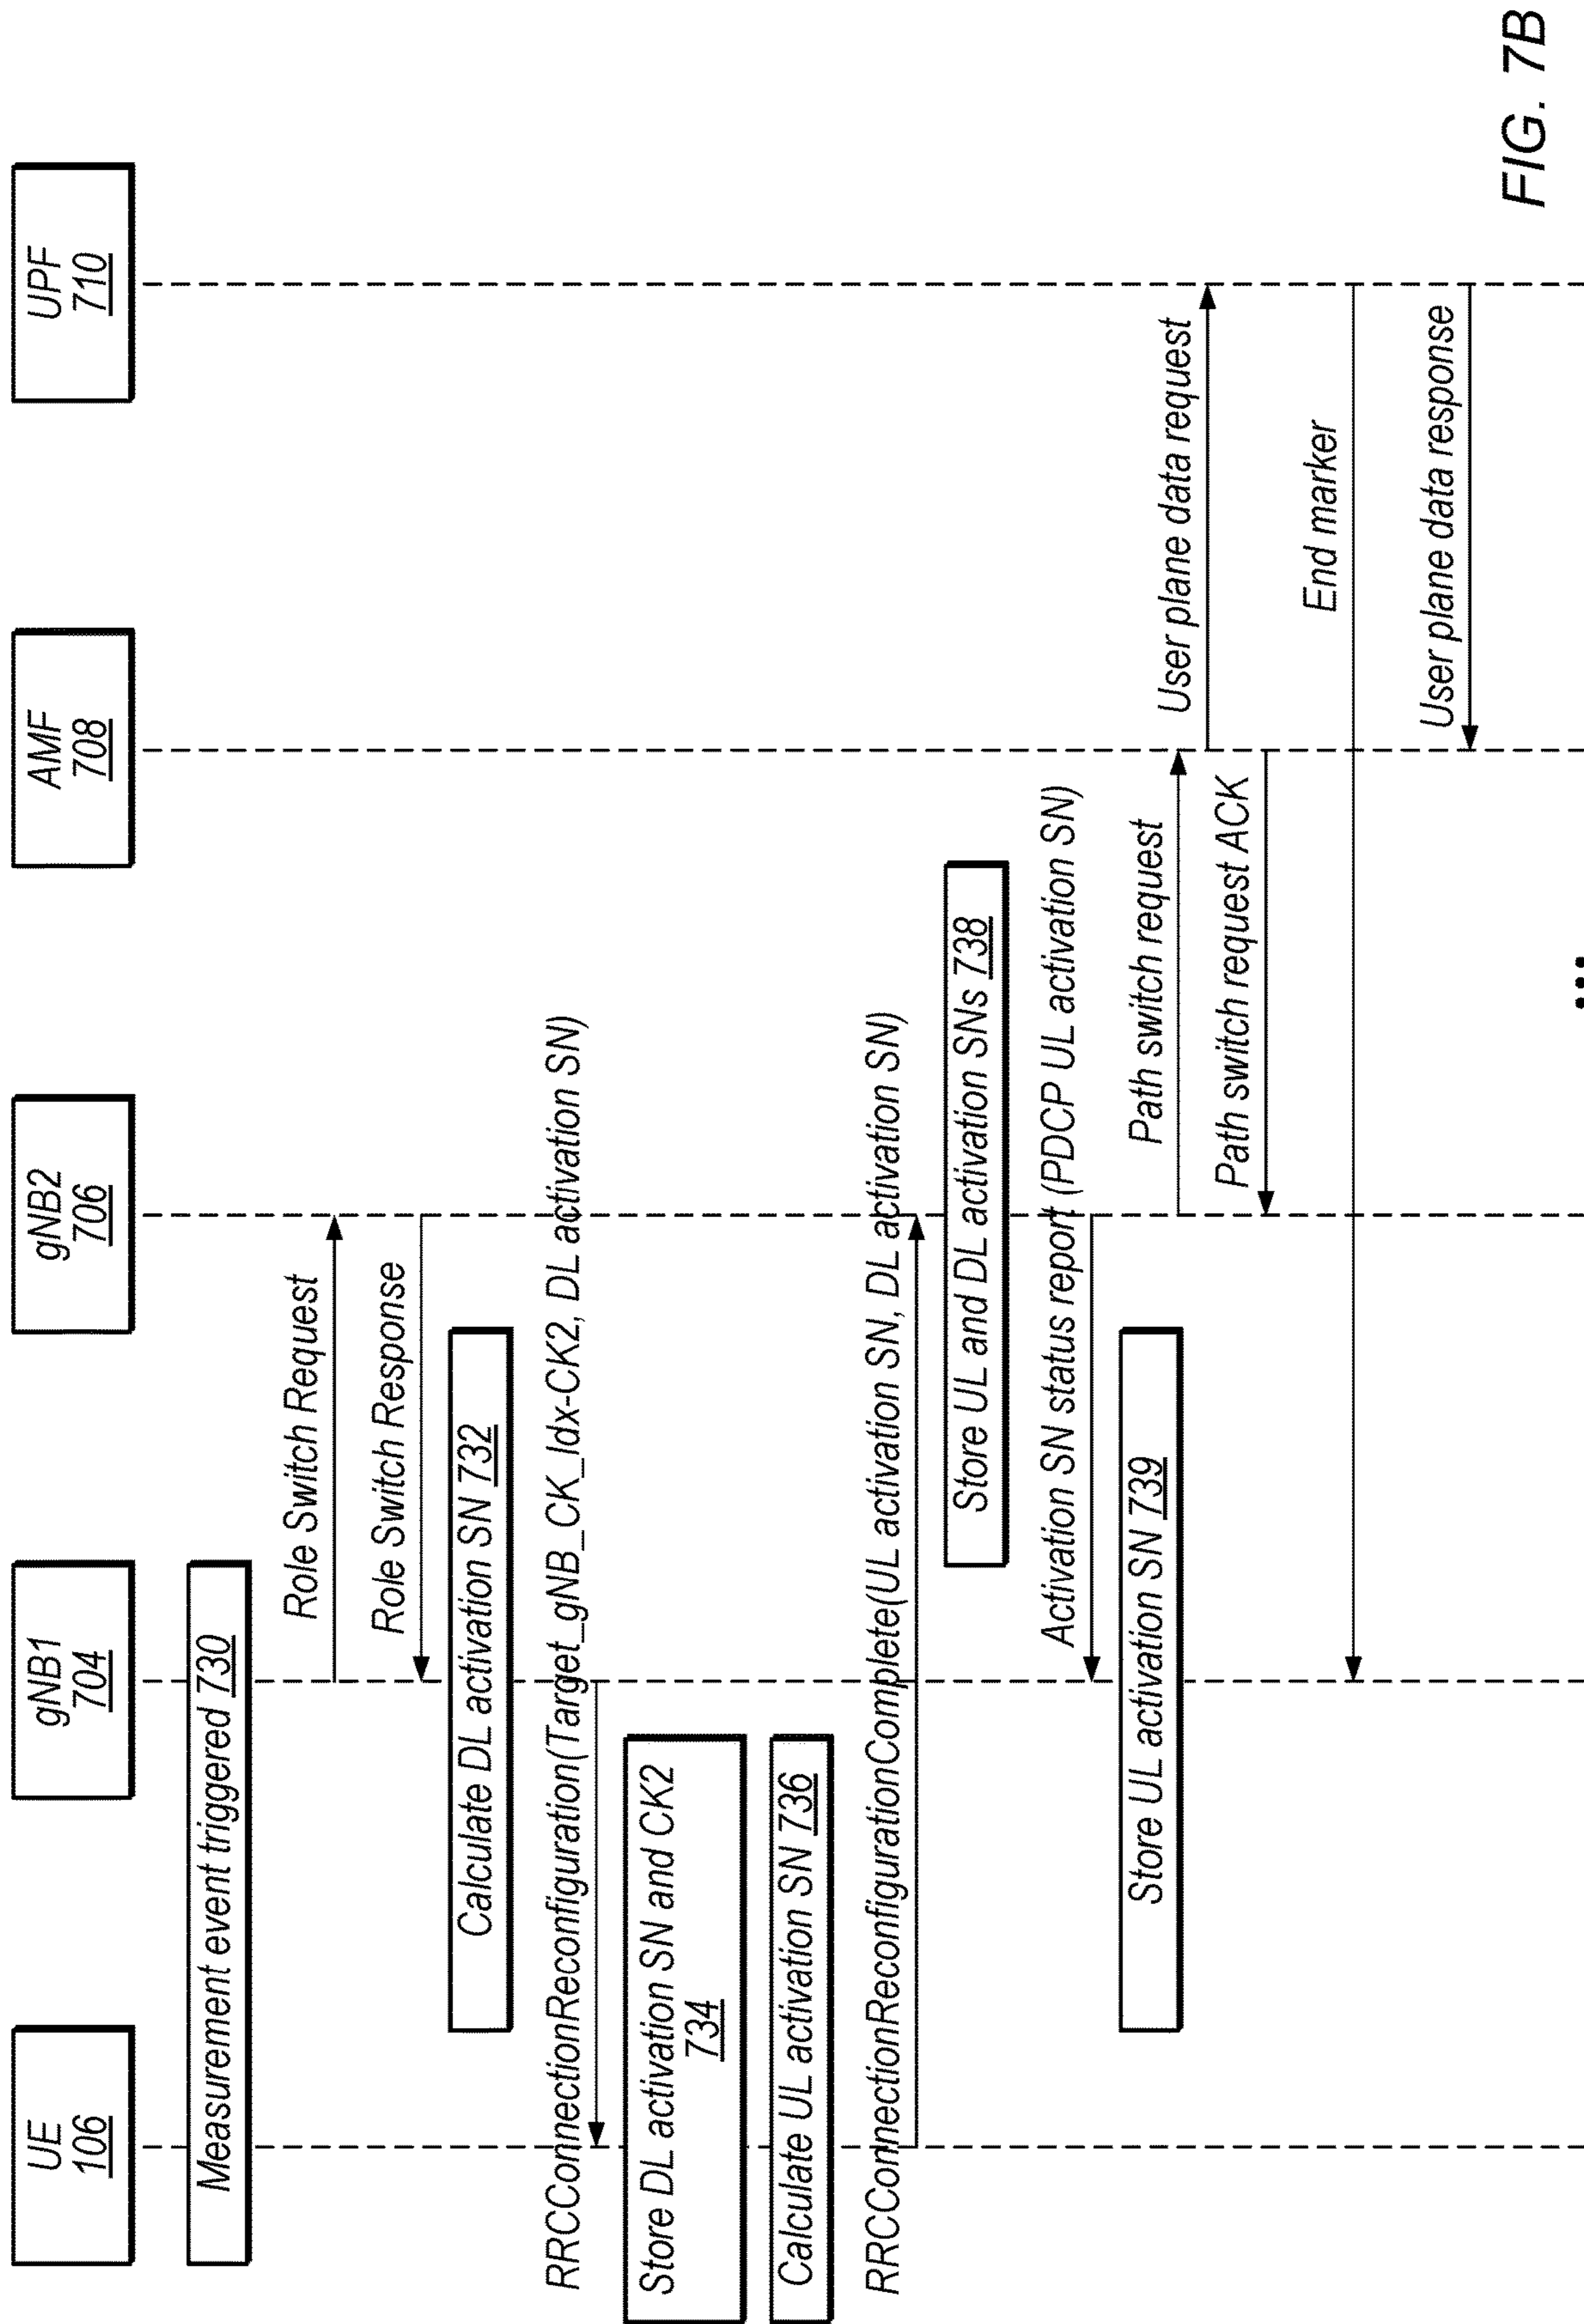 UE
106
gNB1
704
gNB2
706
AMF
708
UPF
710
Measurement event triggered 730
Role Switch Request
Role Switch Response
Calculate DL activation SN 732
RRCConnectionReconfiguration(Target_gNB_CK_Idx-CK2, DL activation SN)
Store DL activation SN and CK2
734
Calculate UL activation SN 736
RRCConnectionReconfigurationComplete(UL activation SN, DL activation SN)
Store UL and DL activation SNs 738
Activation SN status report (PDCP UL activation SN)
Store UL activation SN 739
Path switch request
User plane data request
Path switch request ACK
End marker
User plane data response
...
FIG. 7B